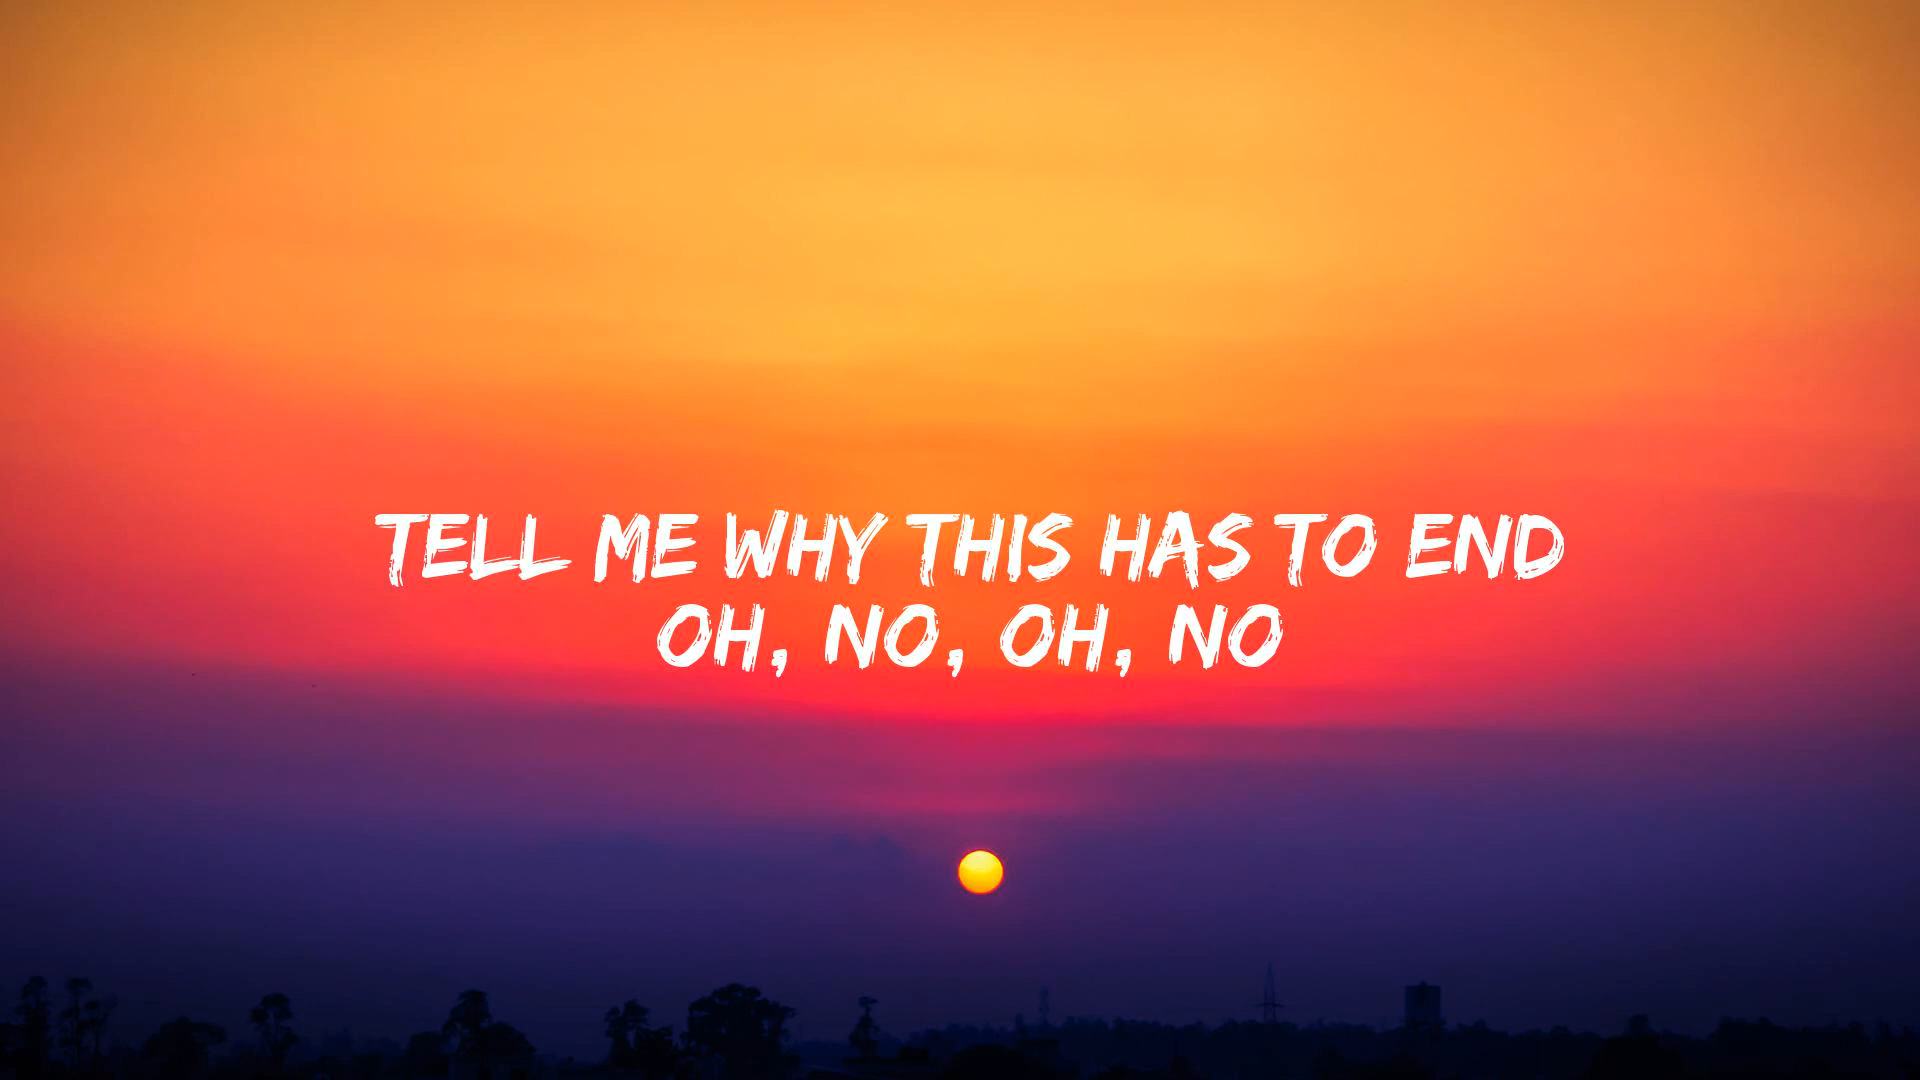 TELL ME WHY THIS HAS TO END
OH, NO, OH, NO